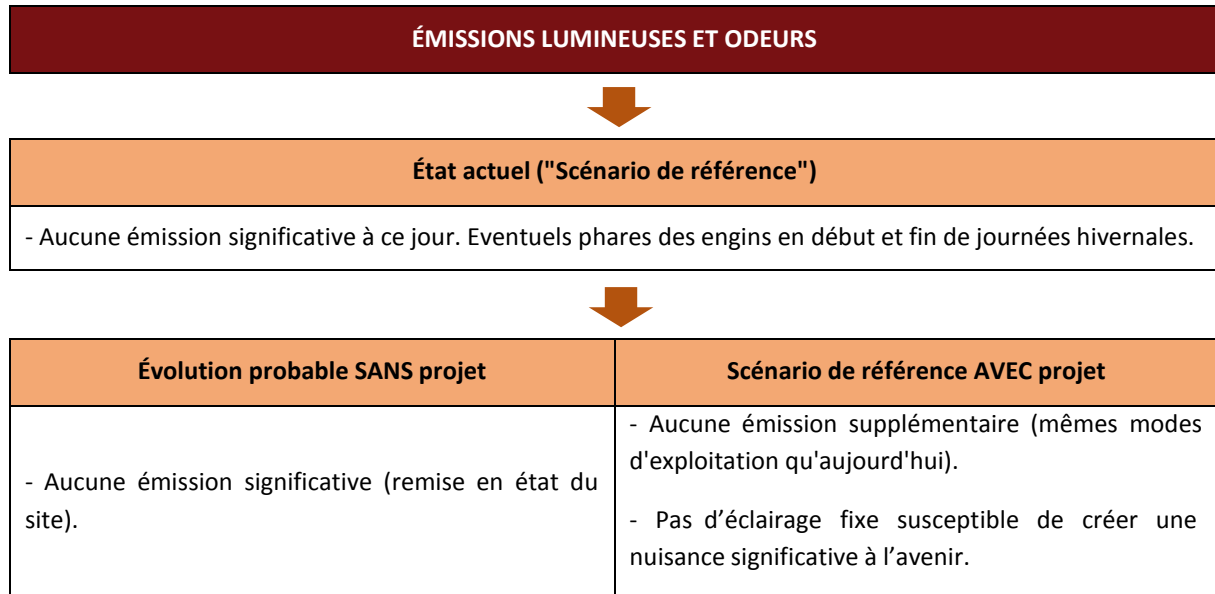 ÉMISSIONS LUMINEUSES ET ODEURS
État actuel ("Scénario de référence")
- Aucune émission significative à ce jour. Eventuels phares des engins en début et fin de journées hivernales.
Évolution probable SANS projet
- Aucune émission significative (remise en état du
site).
Scénario de référence AVEC projet
- Aucune émission supplémentaire (mêmes modes
d'exploitation qu'aujourd'hui).
- Pas d’éclairage fixe susceptible de créer une
nuisance significative à l’avenir.